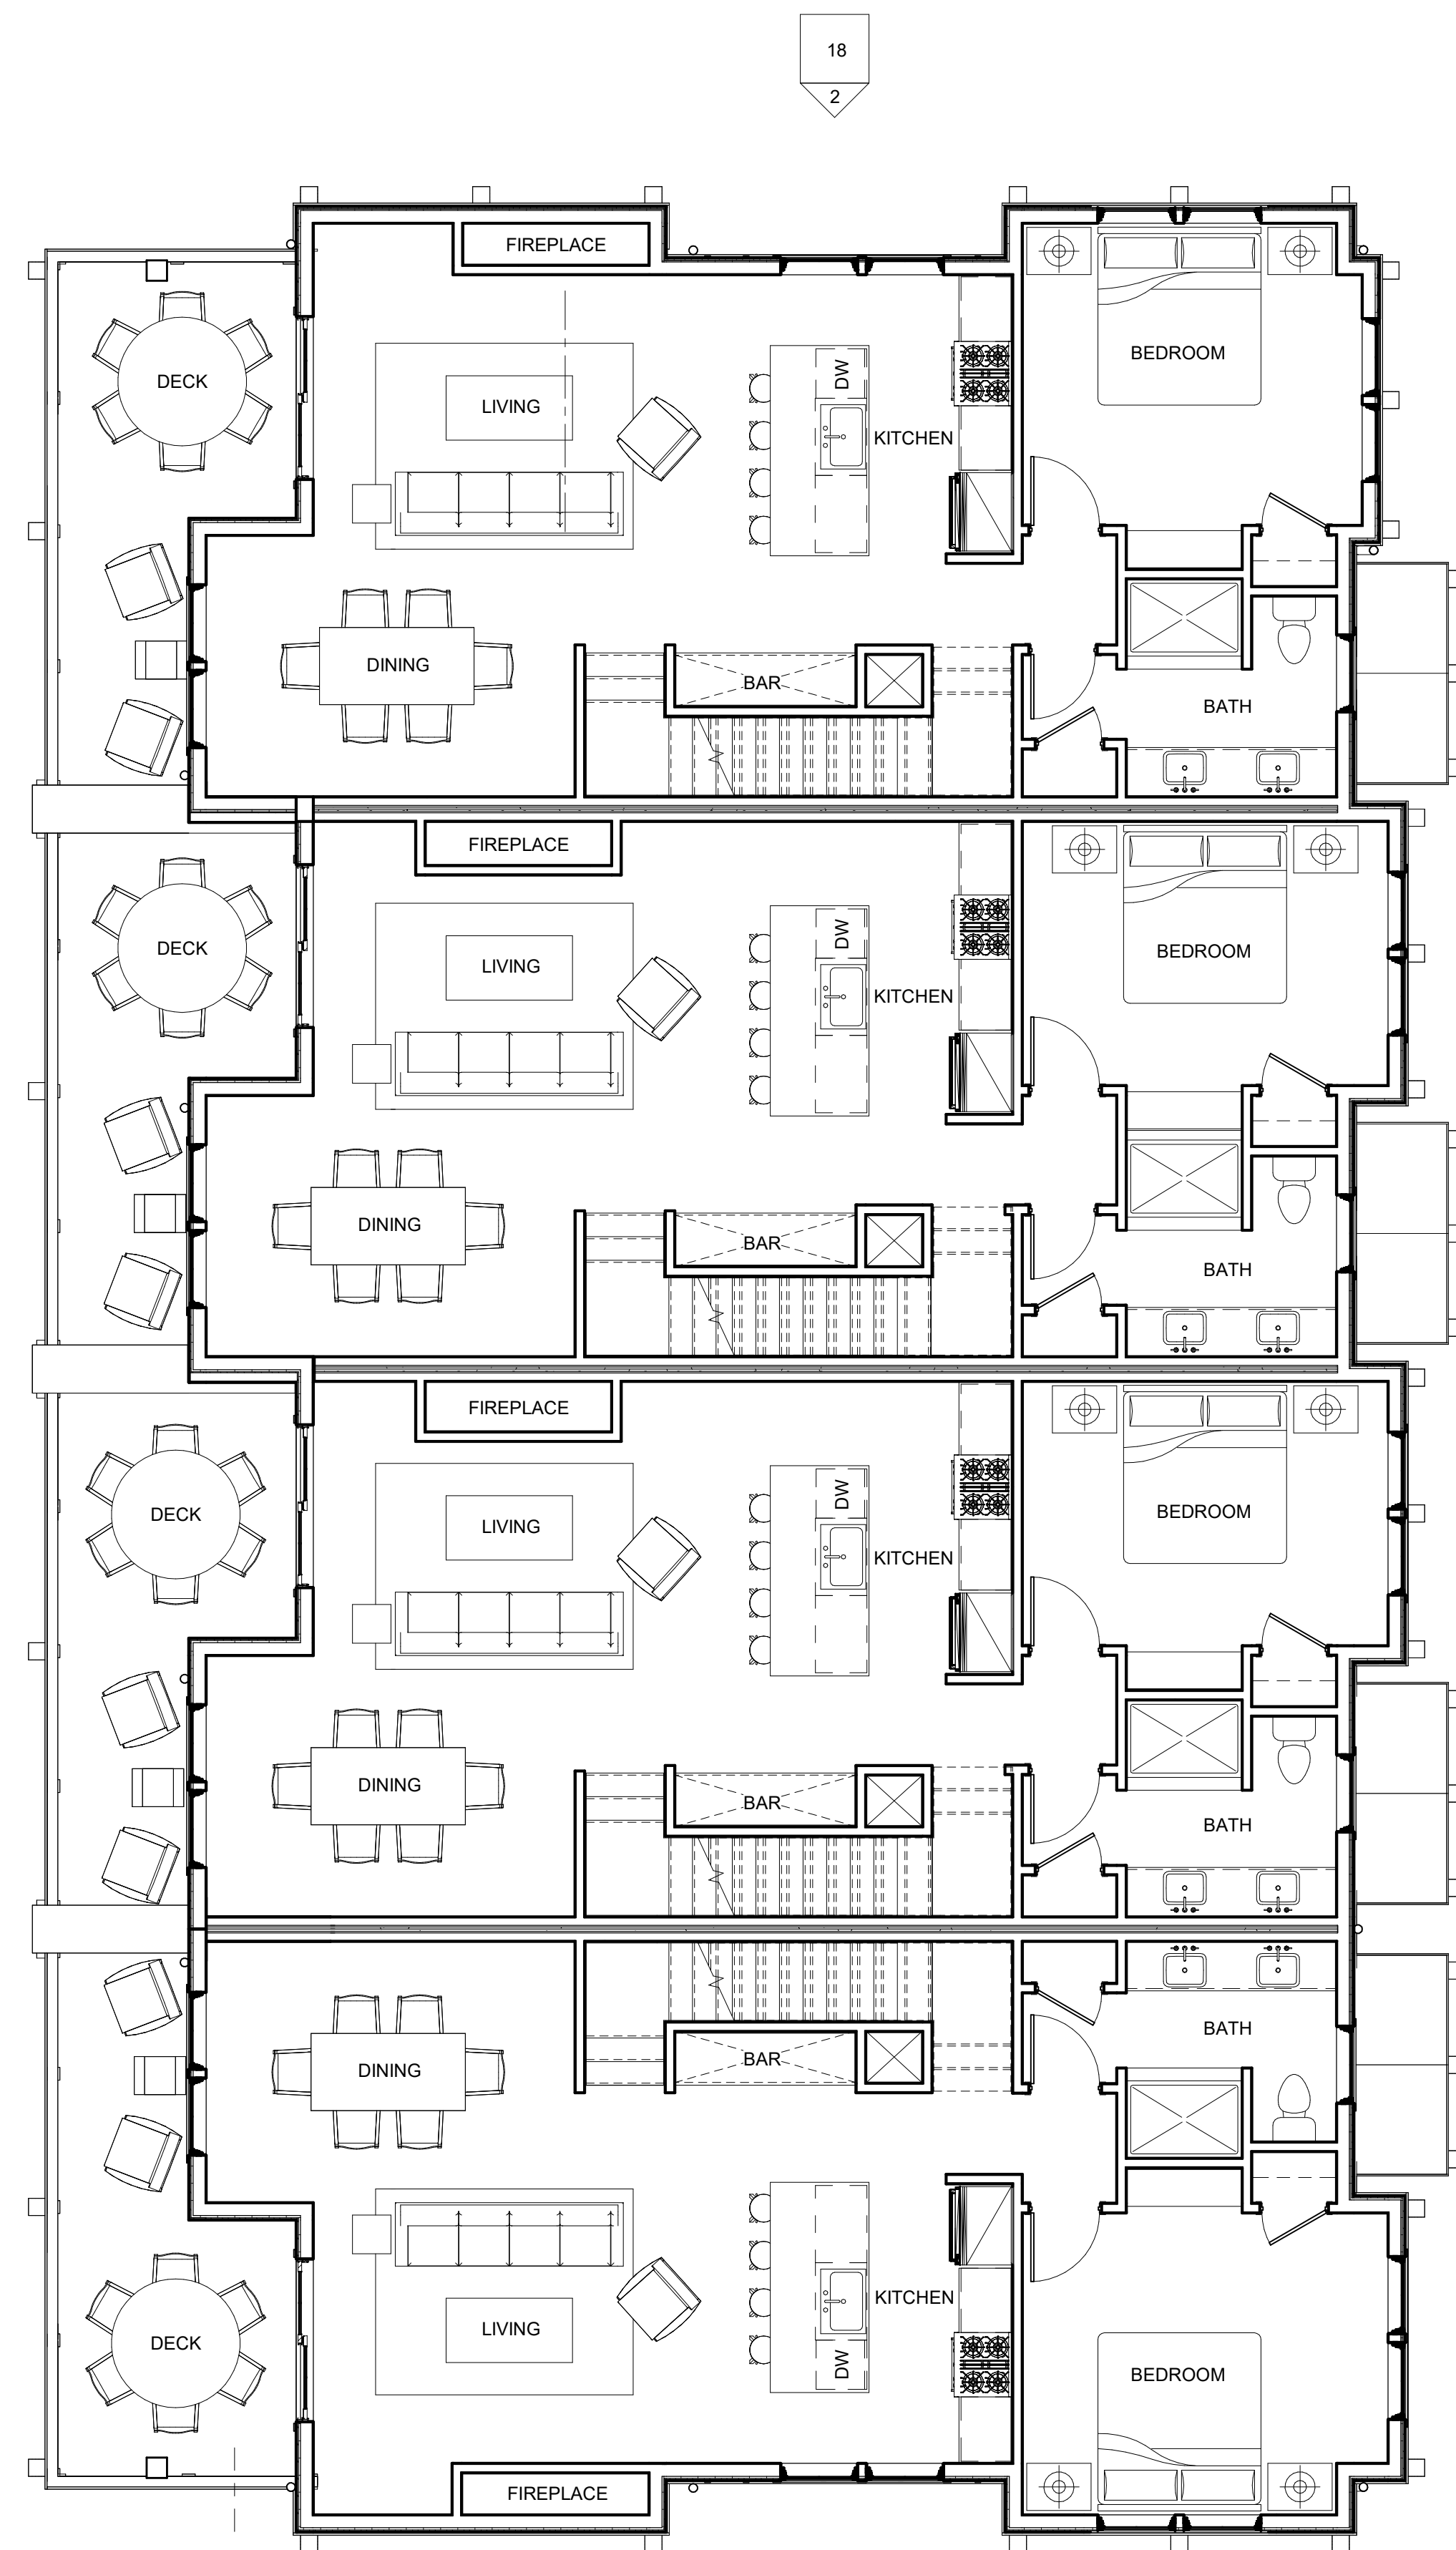 18
2
FIREPLACE
BEDROOM
DECK
LIVING
DW
KITCHEN
DINING
BAR
BATH
FIREPLACE
DECK
LIVING
DW
KITCHEN
BEDROOM
DINING
BAR
BATH
FIREPLACE
DECK
LIVING
DW
KITCHEN
BEDROOM
DINING
BAR
BATH
DINING
BAR
BATH
KITCHEN
LIVING
DECK
DW
BEDROOM
FIREPLACE